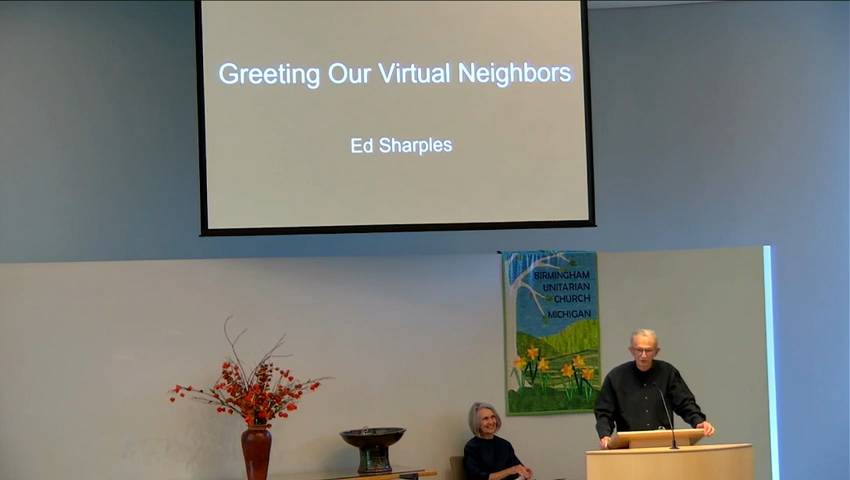 Greeting Our Virtual Neighbors
Ed Sharples
BIRMINGHAM
UNITARIAN
CHURCH
MICHIGAN